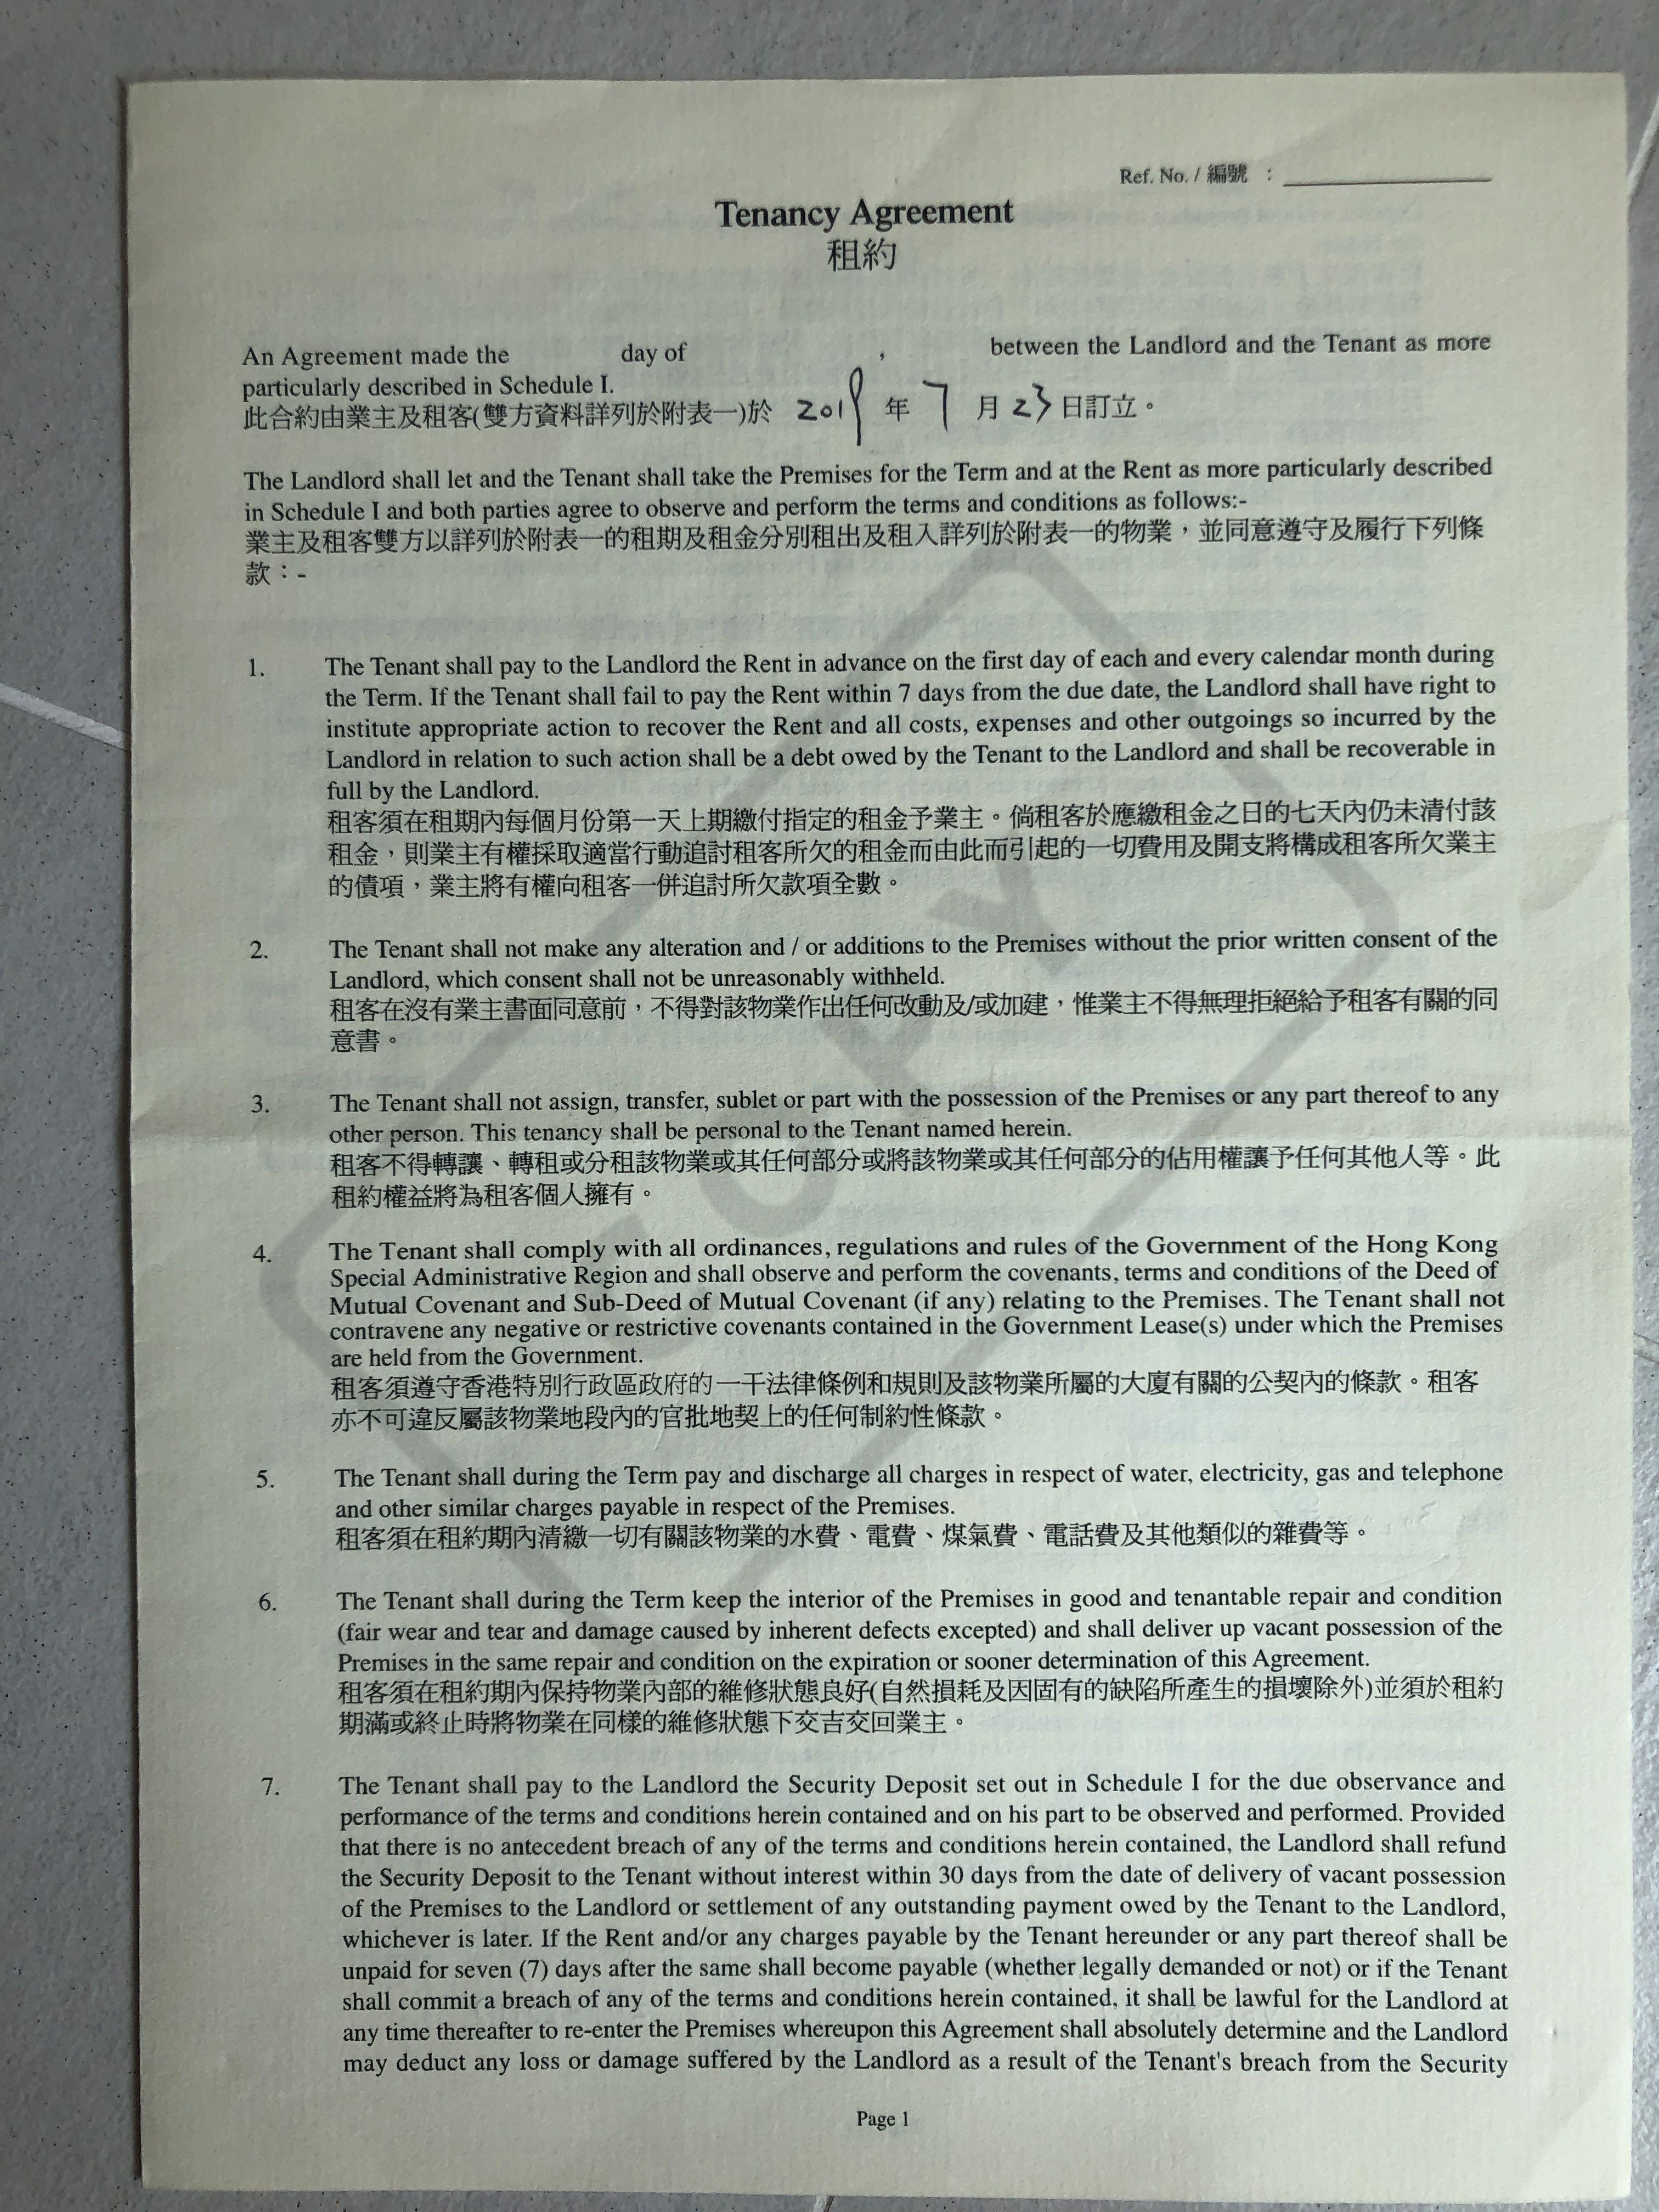 Ref. No. / 編號 :
Tenancy Agreement
租約
An Agreement made the day of , between the Landlord and the Tenant as more
particularly described in Schedule I.
此合約由業主及租客(雙方資料詳列於附表一)於 2019 年 7 月 23 日訂立。
The Landlord shall let and the Tenant shall take the Premises for the Term and at the Rent as more particularly described
in Schedule I and both parties agree to observe and perform the terms and conditions as follows:-
業主及租客雙方以詳列於附表一的租期及租金分別租出及租入詳列於附表一的物業，並同意遵守及履行下列條
款：-
1. The Tenant shall pay to the Landlord the Rent in advance on the first day of each and every calendar month during
the Term. If the Tenant shall fail to pay the Rent within 7 days from the due date, the Landlord shall have right to
institute appropriate action to recover the Rent and all costs, expenses and other outgoings so incurred by the
Landlord in relation to such action shall be a debt owed by the Tenant to the Landlord and shall be recoverable in
full by the Landlord.
租客須在租期內每個月份第一天上期繳付指定的租金予業主。倘租客於應繳租金之日的七天內仍未清付該
租金，則業主有權採取適當行動追討租客所欠的租金而由此而引起的一切費用及開支將構成租客所欠業主
的債項，業主將有權向租客一併追討所欠款項全數。
2. The Tenant shall not make any alteration and / or additions to the Premises without the prior written consent of the
Landlord, which consent shall not be unreasonably withheld.
租客在沒有業主書面同意前，不得對該物業作出任何改動及/或加建，惟業主不得無理拒絕給予租客有關的同
意書。
3. The Tenant shall not assign, transfer, sublet or part with the possession of the Premises or any part thereof to any
other person. This tenancy shall be personal to the Tenant named herein.
租客不得轉讓、轉租或分租該物業或其任何部分或將該物業或其任何部分的佔用權讓予任何其他人等。此
租約權益將為租客個人擁有。
4. The Tenant shall comply with all ordinances, regulations and rules of the Government of the Hong Kong
Special Administrative Region and shall observe and perform the covenants, terms and conditions of the Deed of
Mutual Covenant and Sub-Deed of Mutual Covenant (if any) relating to the Premises. The Tenant shall not
contravene any negative or restrictive covenants contained in the Government Lease(s) under which the Premises
are held from the Government.
租客須遵守香港特別行政區政府的一干法律條例和規則及該物業所屬的大廈有關的公契內的條款。租客
亦不可違反屬該物業地段內的官批地契上的任何制約性條款。
5. The Tenant shall during the Term pay and discharge all charges in respect of water, electricity, gas and telephone
and other similar charges payable in respect of the Premises.
租客須在租約期內清繳一切有關該物業的水費、電費、煤氣費、電話費及其他類似的雜費等。
6. The Tenant shall during the Term keep the interior of the Premises in good and tenantable repair and condition
(fair wear and tear and damage caused by inherent defects excepted) and shall deliver up vacant possession of the
Premises in the same repair and condition on the expiration or sooner determination of this Agreement.
租客須在租約期內保持物業內部的維修狀態良好(自然損耗及因固有的缺陷所產生的損壞除外)並須於租約
期滿或終止時將物業在同樣的維修狀態下交吉交回業主。
7. The Tenant shall pay to the Landlord the Security Deposit set out in Schedule I for the due observance and
performance of the terms and conditions herein contained and on his part to be observed and performed. Provided
that there is no antecedent breach of any of the terms and conditions herein contained, the Landlord shall refund
the Security Deposit to the Tenant without interest within 30 days from the date of delivery of vacant possession
of the Premises to the Landlord or settlement of any outstanding payment owed by the Tenant to the Landlord,
whichever is later. If the Rent and/or any charges payable by the Tenant hereunder or any part thereof shall be
unpaid for seven (7) days after the same shall become payable (whether legally demanded or not) or if the Tenant
shall commit a breach of any of the terms and conditions herein contained, it shall be lawful for the Landlord at
any time thereafter to re-enter the Premises whereupon this Agreement shall absolutely determine and the Landlord
may deduct any loss or damage suffered by the Landlord as a result of the Tenant's breach from the Security
Page 1
COPY